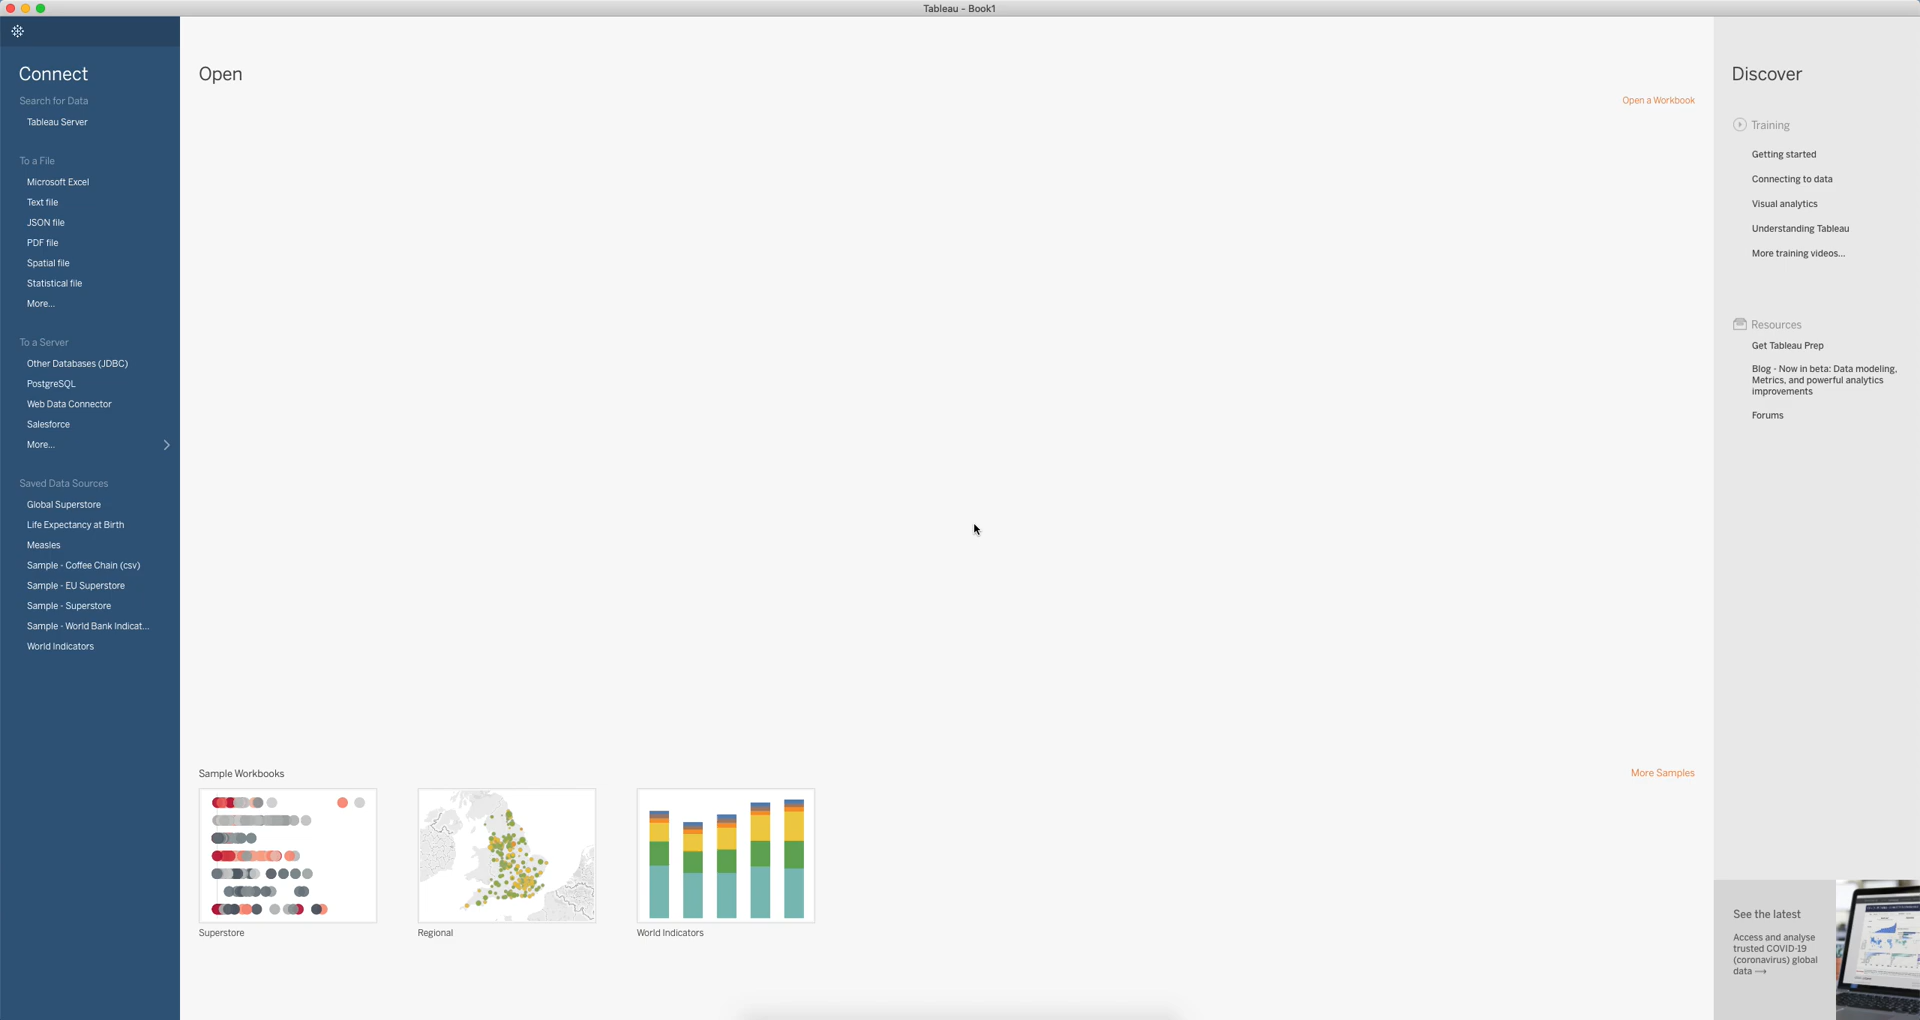 Tableau - Book1
Connect
Search for Data
Tableau Server
To a File
Microsoft Excel
Text file
JSON file
PDF file
Spatial file
Statistical file
More...
To a Server
Other Databases (JDBC)
PostgreSQL
Web Data Connector
Salesforce
More...
Saved Data Sources
Global Superstore
Life Expectancy at Birth
Measles
Sample - Coffee Chain (csv)
Sample - EU Superstore
Sample - Superstore
Sample - World Bank Indicat...
World Indicators
Open
Open a Workbook
Sample Workbooks
More Samples
Superstore
Regional
World Indicators
Discover
Training
Getting started
Connecting to data
Visual analytics
Understanding Tableau
More training videos...
Resources
Get Tableau Prep
Blog - Now in beta: Data modeling,
Metrics, and powerful analytics
improvements
Forums
See the latest
Access and analyse
trusted COVID-19
(coronavirus) global
data →